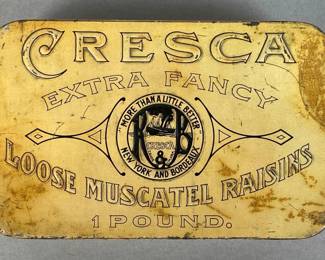 CRESCA
EXTRA FANCY
"MORE THAN A LITTLE BETTER"
R & B
CRESCA
NEW YORK AND BORDEAUX
LOOSE MUSCATEL RAISINS
1 POUND.